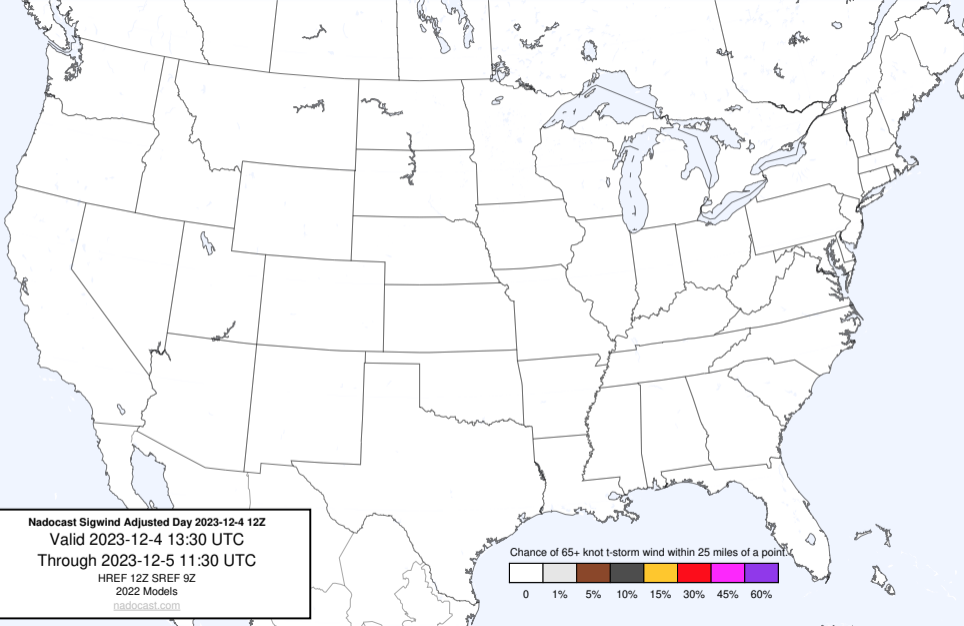 Nadocast Sigwind Adjusted Day 2023-12-4 12Z
Valid 2023-12-4 13:30 UTC
Through 2023-12-5 11:30 UTC
HREF 12Z SREF 9Z
2022 Models
nadocast.com
Chance of 65+ knot t-storm wind within 25 miles of a point.
0 1% 5% 10% 15% 30% 45% 60%